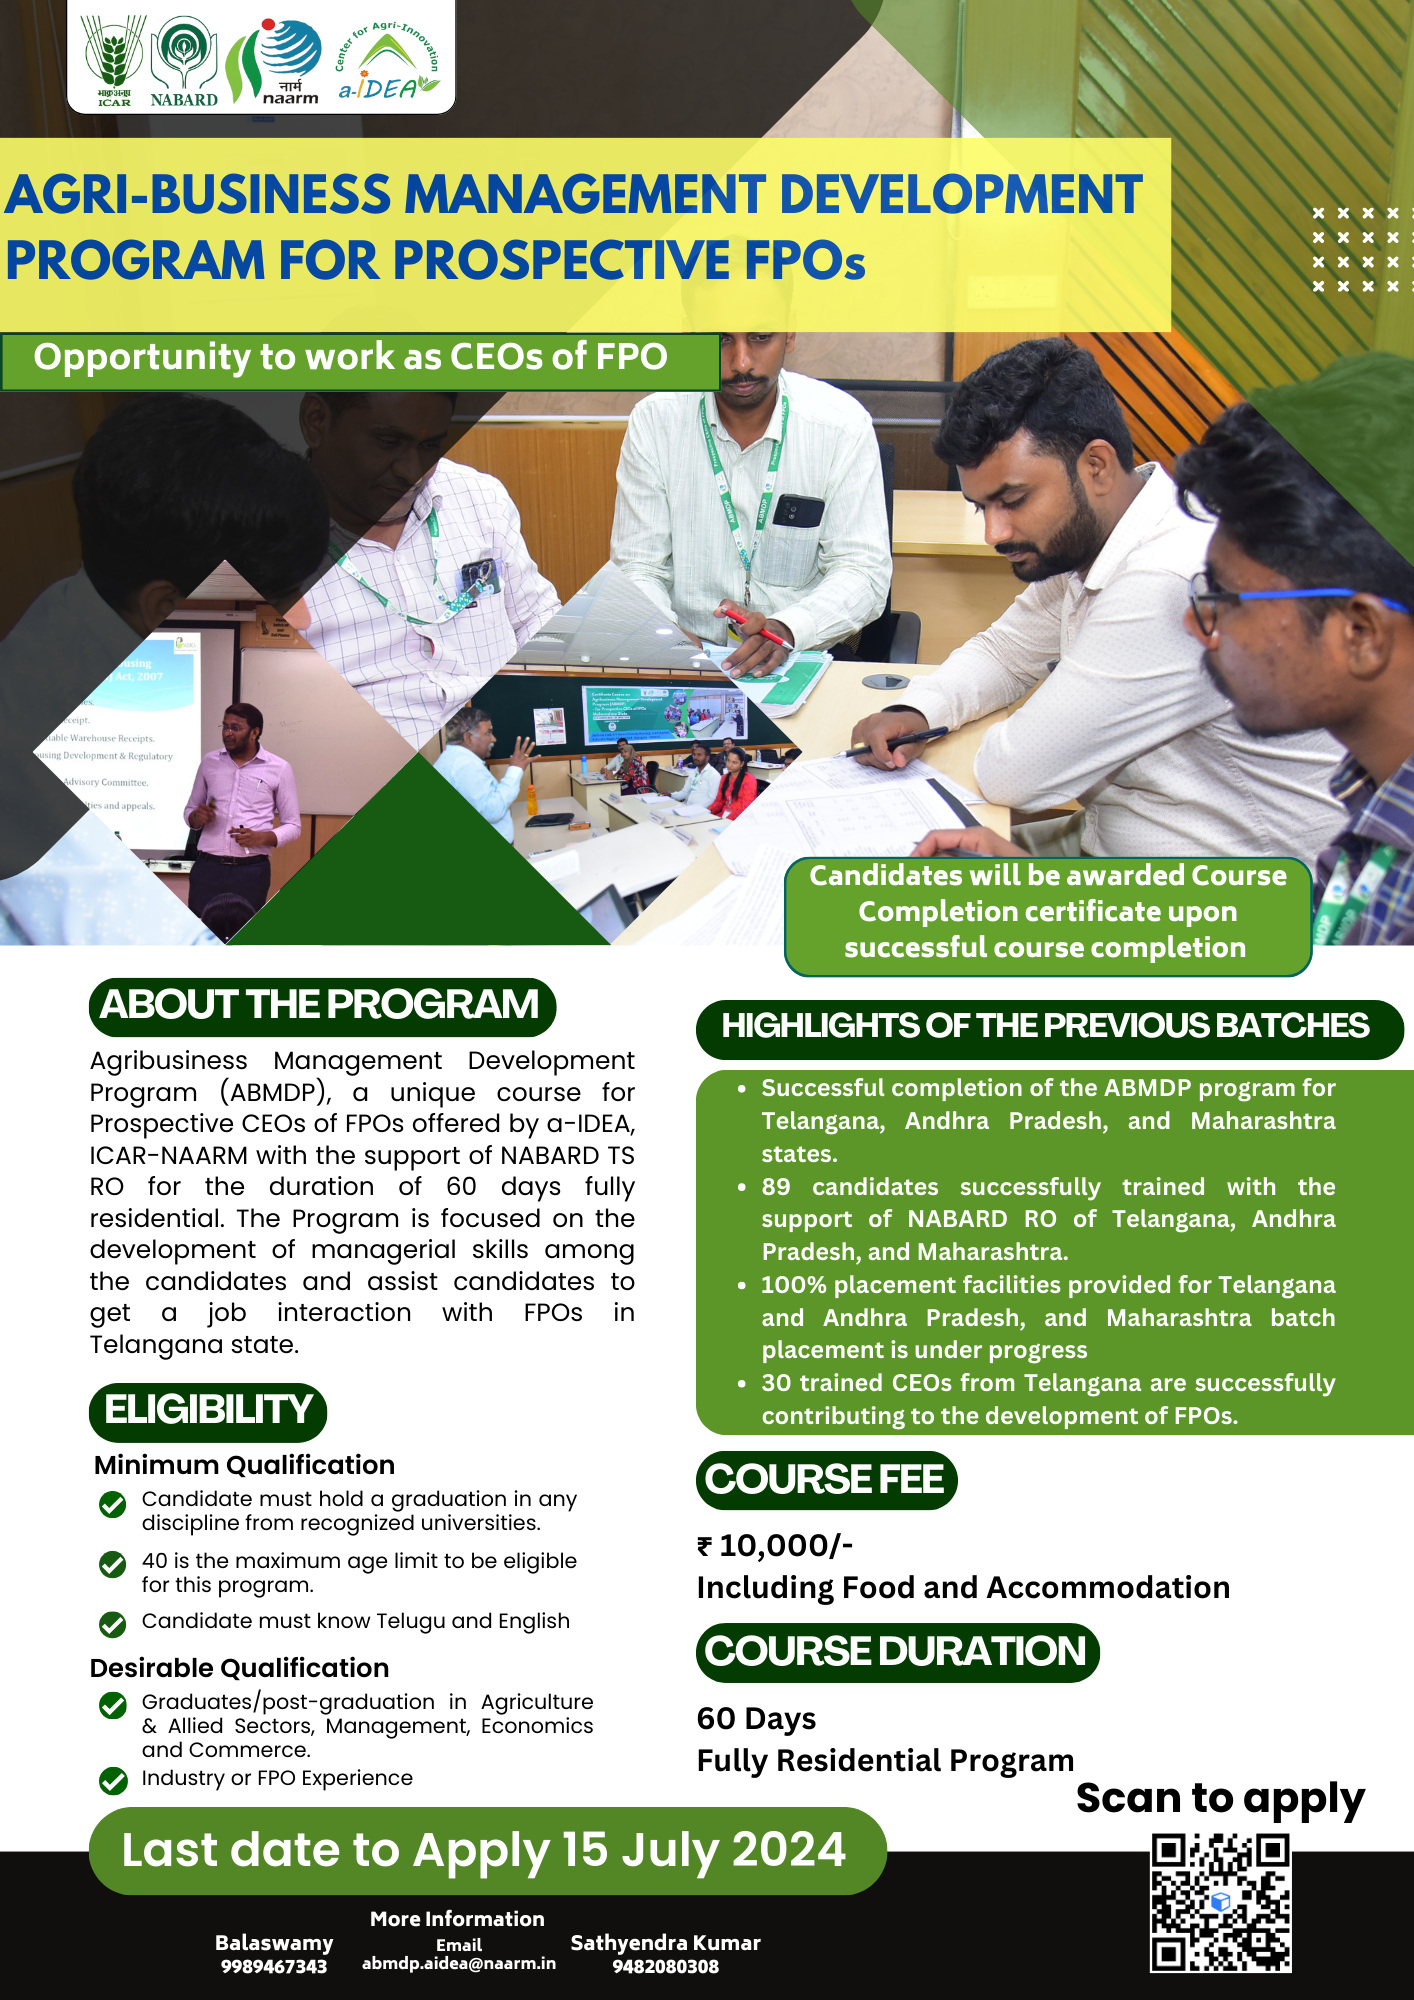 भाकृअनुप
ICAR
NABARD
नार्म
naarm
Center for Agri-Innovation
a-IDEA
AGRI-BUSINESS MANAGEMENT DEVELOPMENT
PROGRAM FOR PROSPECTIVE FPOs
Opportunity to work as CEOs of FPO
ABMDP
Act, 2007
Receipts.
Warehouse
Development & Regulatory
Advisory Committee.
and appeals.
Candidates will be awarded Course
Completion certificate upon
successful course completion
ABOUT THE PROGRAM
Agribusiness Management Development
Program (ABMDP), a unique course for
Prospective CEOs of FPOs offered by a-IDEA,
ICAR-NAARM with the support of NABARD TS
RO for the duration of 60 days fully
residential. The Program is focused on the
development of managerial skills among
the candidates and assist candidates to
get a job interaction with FPOs in
Telangana state.
ELIGIBILITY
Minimum Qualification
Candidate must hold a graduation in any
discipline from recognized universities.
40 is the maximum age limit to be eligible
for this program.
Candidate must know Telugu and English
Desirable Qualification
Graduates/post-graduation in Agriculture
& Allied Sectors, Management, Economics
and Commerce.
Industry or FPO Experience
HIGHLIGHTS OF THE PREVIOUS BATCHES
• Successful completion of the ABMDP program for
Telangana, Andhra Pradesh, and Maharashtra
states.
• 89 candidates successfully trained with the
support of NABARD RO of Telangana, Andhra
Pradesh, and Maharashtra.
• 100% placement facilities provided for Telangana
and Andhra Pradesh, and Maharashtra batch
placement is under progress
• 30 trained CEOs from Telangana are successfully
contributing to the development of FPOs.
COURSE FEE
₹ 10,000/-
Including Food and Accommodation
COURSE DURATION
60 Days
Fully Residential Program
Scan to apply
Last date to Apply 15 July 2024
More Information
Balaswamy
9989467343
Email
abmdp.aidea@naarm.in
Sathyendra Kumar
9482080308